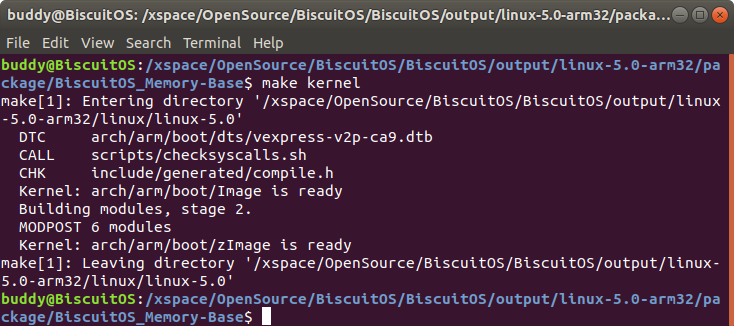 buddy@BiscuitOS: /xspace/OpenSource/BiscuitOS/BiscuitOS/output/linux-5.0-arm32/packa...
File Edit View Search Terminal Help
buddy@BiscuitOS:/xspace/OpenSource/BiscuitOS/BiscuitOS/output/linux-5.0-arm32/pa
ckage/BiscuitOS_Memory-Base$ make kernel
make[1]: Entering directory '/xspace/OpenSource/BiscuitOS/BiscuitOS/output/linux
-5.0-arm32/linux/linux-5.0'
  DTC     arch/arm/boot/dts/vexpress-v2p-ca9.dtb
  CALL    scripts/checksyscalls.sh
  CHK     include/generated/compile.h
  Kernel: arch/arm/boot/Image is ready
  Building modules, stage 2.
  MODPOST 6 modules
  Kernel: arch/arm/boot/zImage is ready
make[1]: Leaving directory '/xspace/OpenSource/BiscuitOS/BiscuitOS/output/linux-
5.0-arm32/linux/linux-5.0'
buddy@BiscuitOS:/xspace/OpenSource/BiscuitOS/BiscuitOS/output/linux-5.0-arm32/pa
ckage/BiscuitOS_Memory-Base$